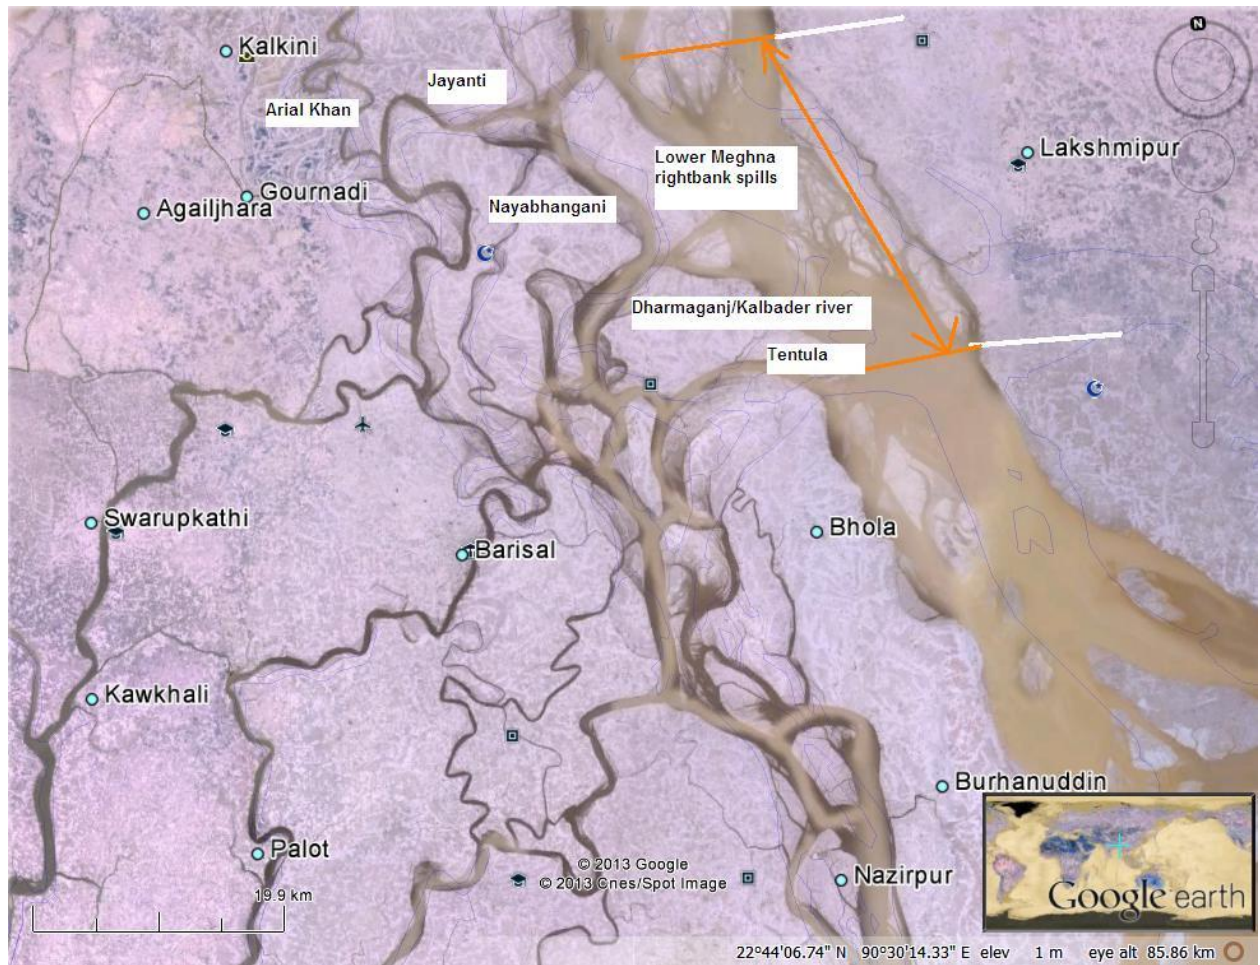 N
Kalkini
Jayanti
Arial Khan
Lower Meghna
rightbank spills
Lakshmipur
Gournadi
Agailjhara
Nayabhangani
Dharmaganj/Kalbader river
Tentula
Swarupkathi
Barisal
Bhola
Kawkhali
Burhanuddin
Palot
© 2013 Google
© 2013 Cnes/Spot Image
Nazirpur
19.9 km
Google earth
22°44'06.74" N 90°30'14.33" E elev 1 m eye alt 85.86 km